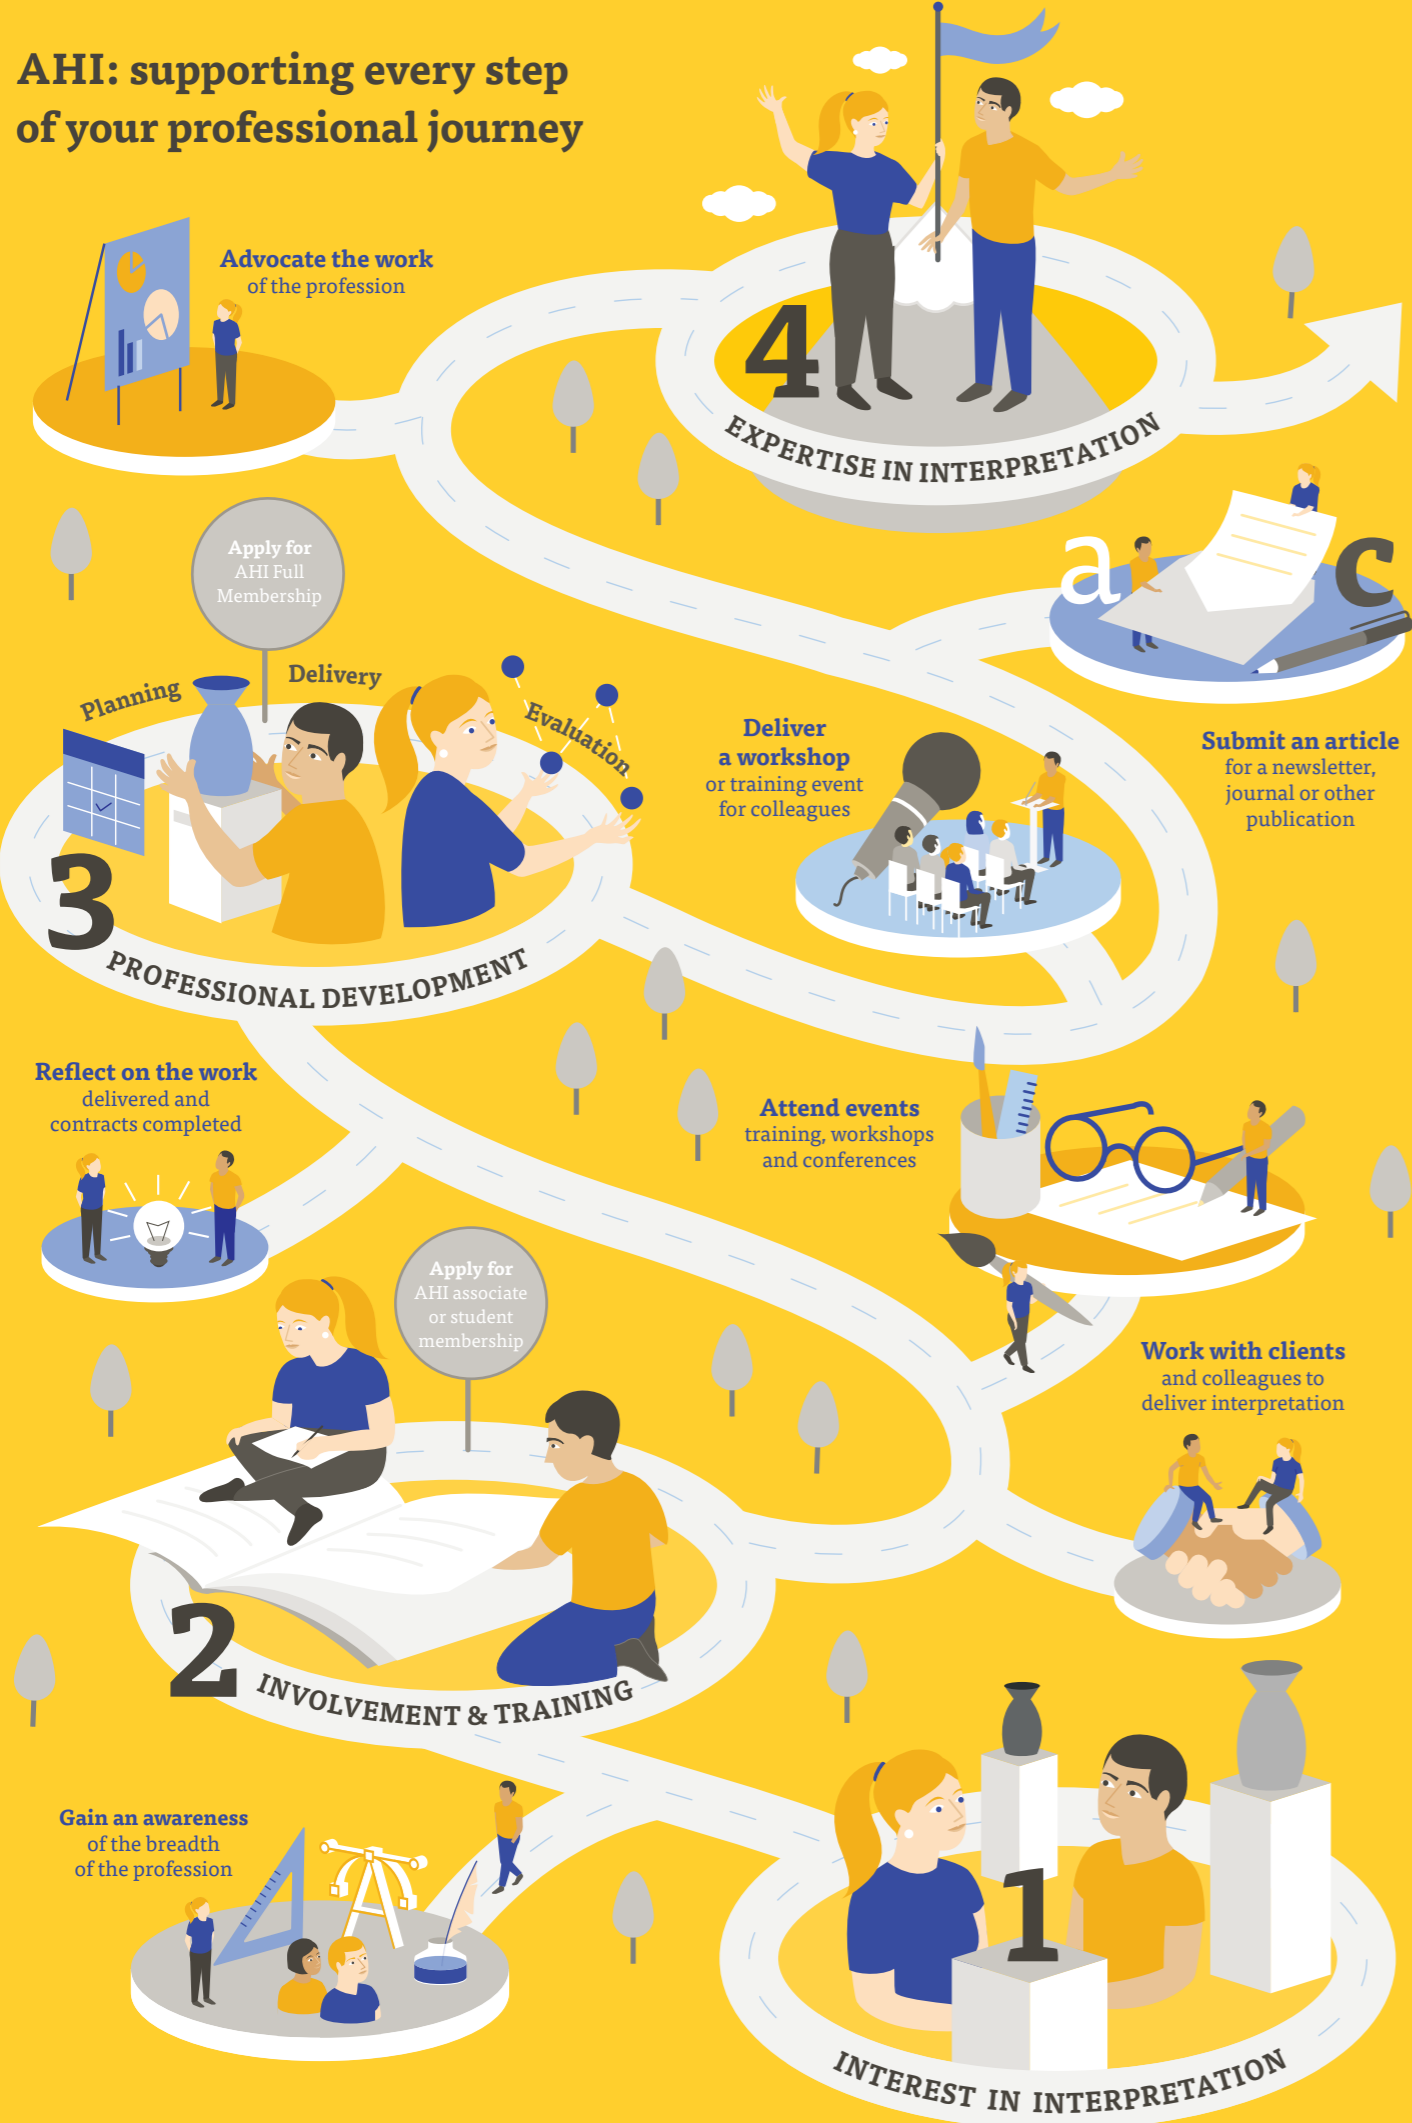 AHI: supporting every step
of your professional journey
Advocate the work
of the profession
4
EXPERTISE IN INTERPRETATION
Apply for
AHI Full
Membership
a
c
Submit an article
for a newsletter,
journal or other
publication
Planning
Delivery
Evaluation
3
PROFESSIONAL DEVELOPMENT
Deliver
a workshop
or training event
for colleagues
Reflect on the work
delivered and
contracts completed
Attend events
training, workshops
and conferences
Apply for
AHI associate
or student
membership
Work with clients
and colleagues to
deliver interpretation
2
INVOLVEMENT & TRAINING
Gain an awareness
of the breadth
of the profession
1
INTEREST IN INTERPRETATION